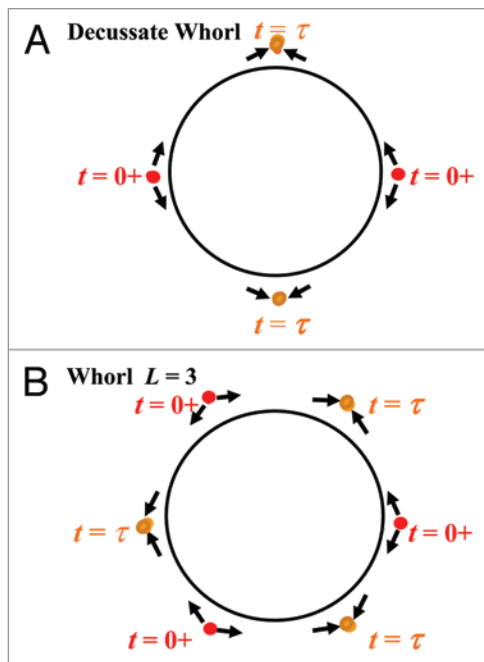 A Decussate Whorl t = τ
t = 0+ t = 0+
t = τ
B Whorl L = 3
t = 0+ t = τ
t = τ t = 0+
t = 0+ t = τ